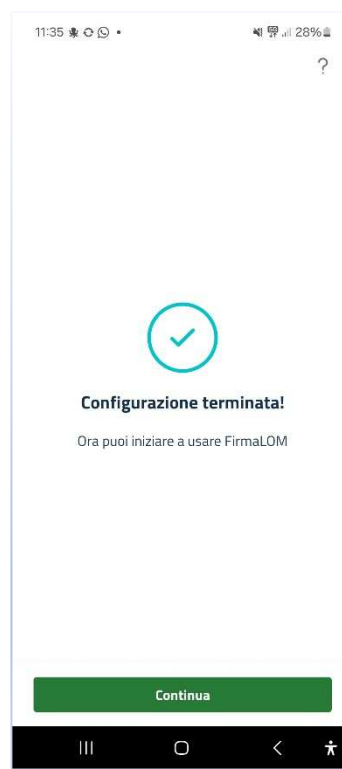 11:35
28%
?
Configurazione terminata!
Ora puoi iniziare a usare FirmaLOM
Continua